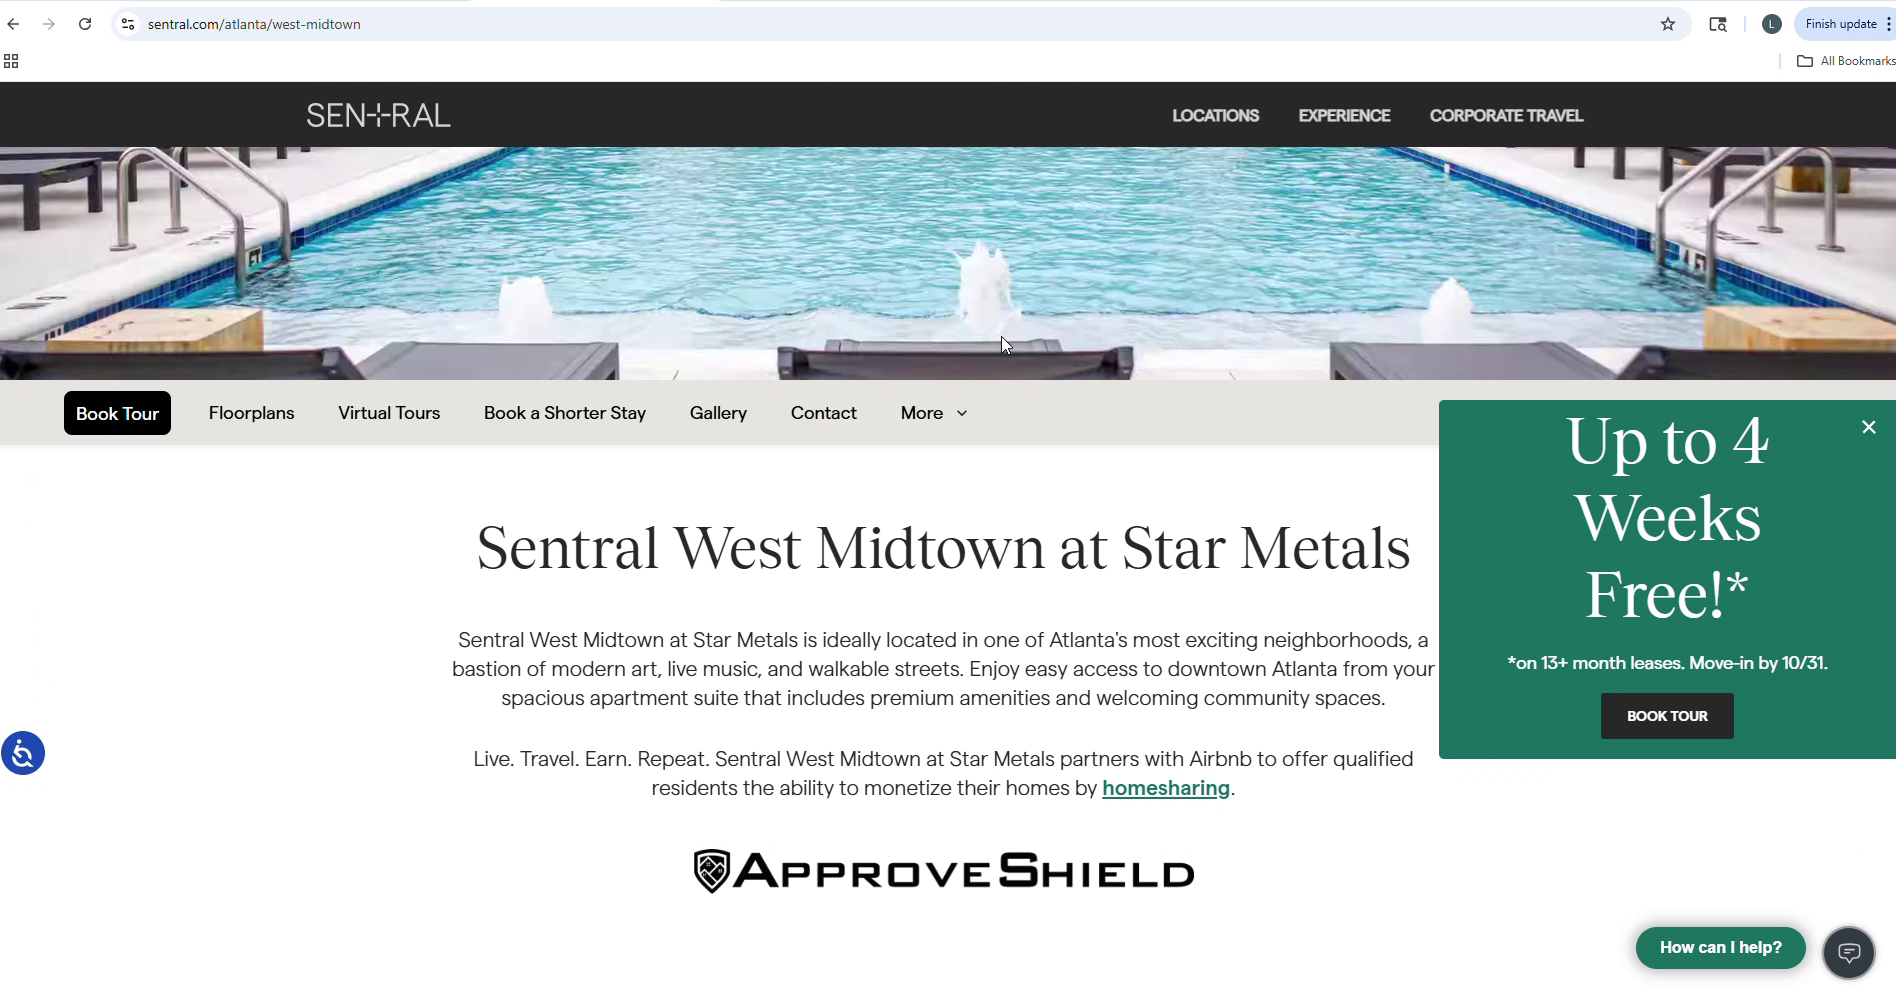 sentral.com/atlanta/west-midtown
L
Finish update
All Bookmarks
SENTRAL
LOCATIONS
EXPERIENCE
CORPORATE TRAVEL
Book Tour
Floorplans
Virtual Tours
Book a Shorter Stay
Gallery
Contact
More
Up to 4
Weeks
Free!*
*on 13+ month leases. Move-in by 10/31.
BOOK TOUR
Sentral West Midtown at Star Metals
Sentral West Midtown at Star Metals is ideally located in one of Atlanta's most exciting neighborhoods, a
bastion of modern art, live music, and walkable streets. Enjoy easy access to downtown Atlanta from your
spacious apartment suite that includes premium amenities and welcoming community spaces.
Live. Travel. Earn. Repeat. Sentral West Midtown at Star Metals partners with Airbnb to offer qualified
residents the ability to monetize their homes by homesharing.
APPROVESHIELD
How can I help?